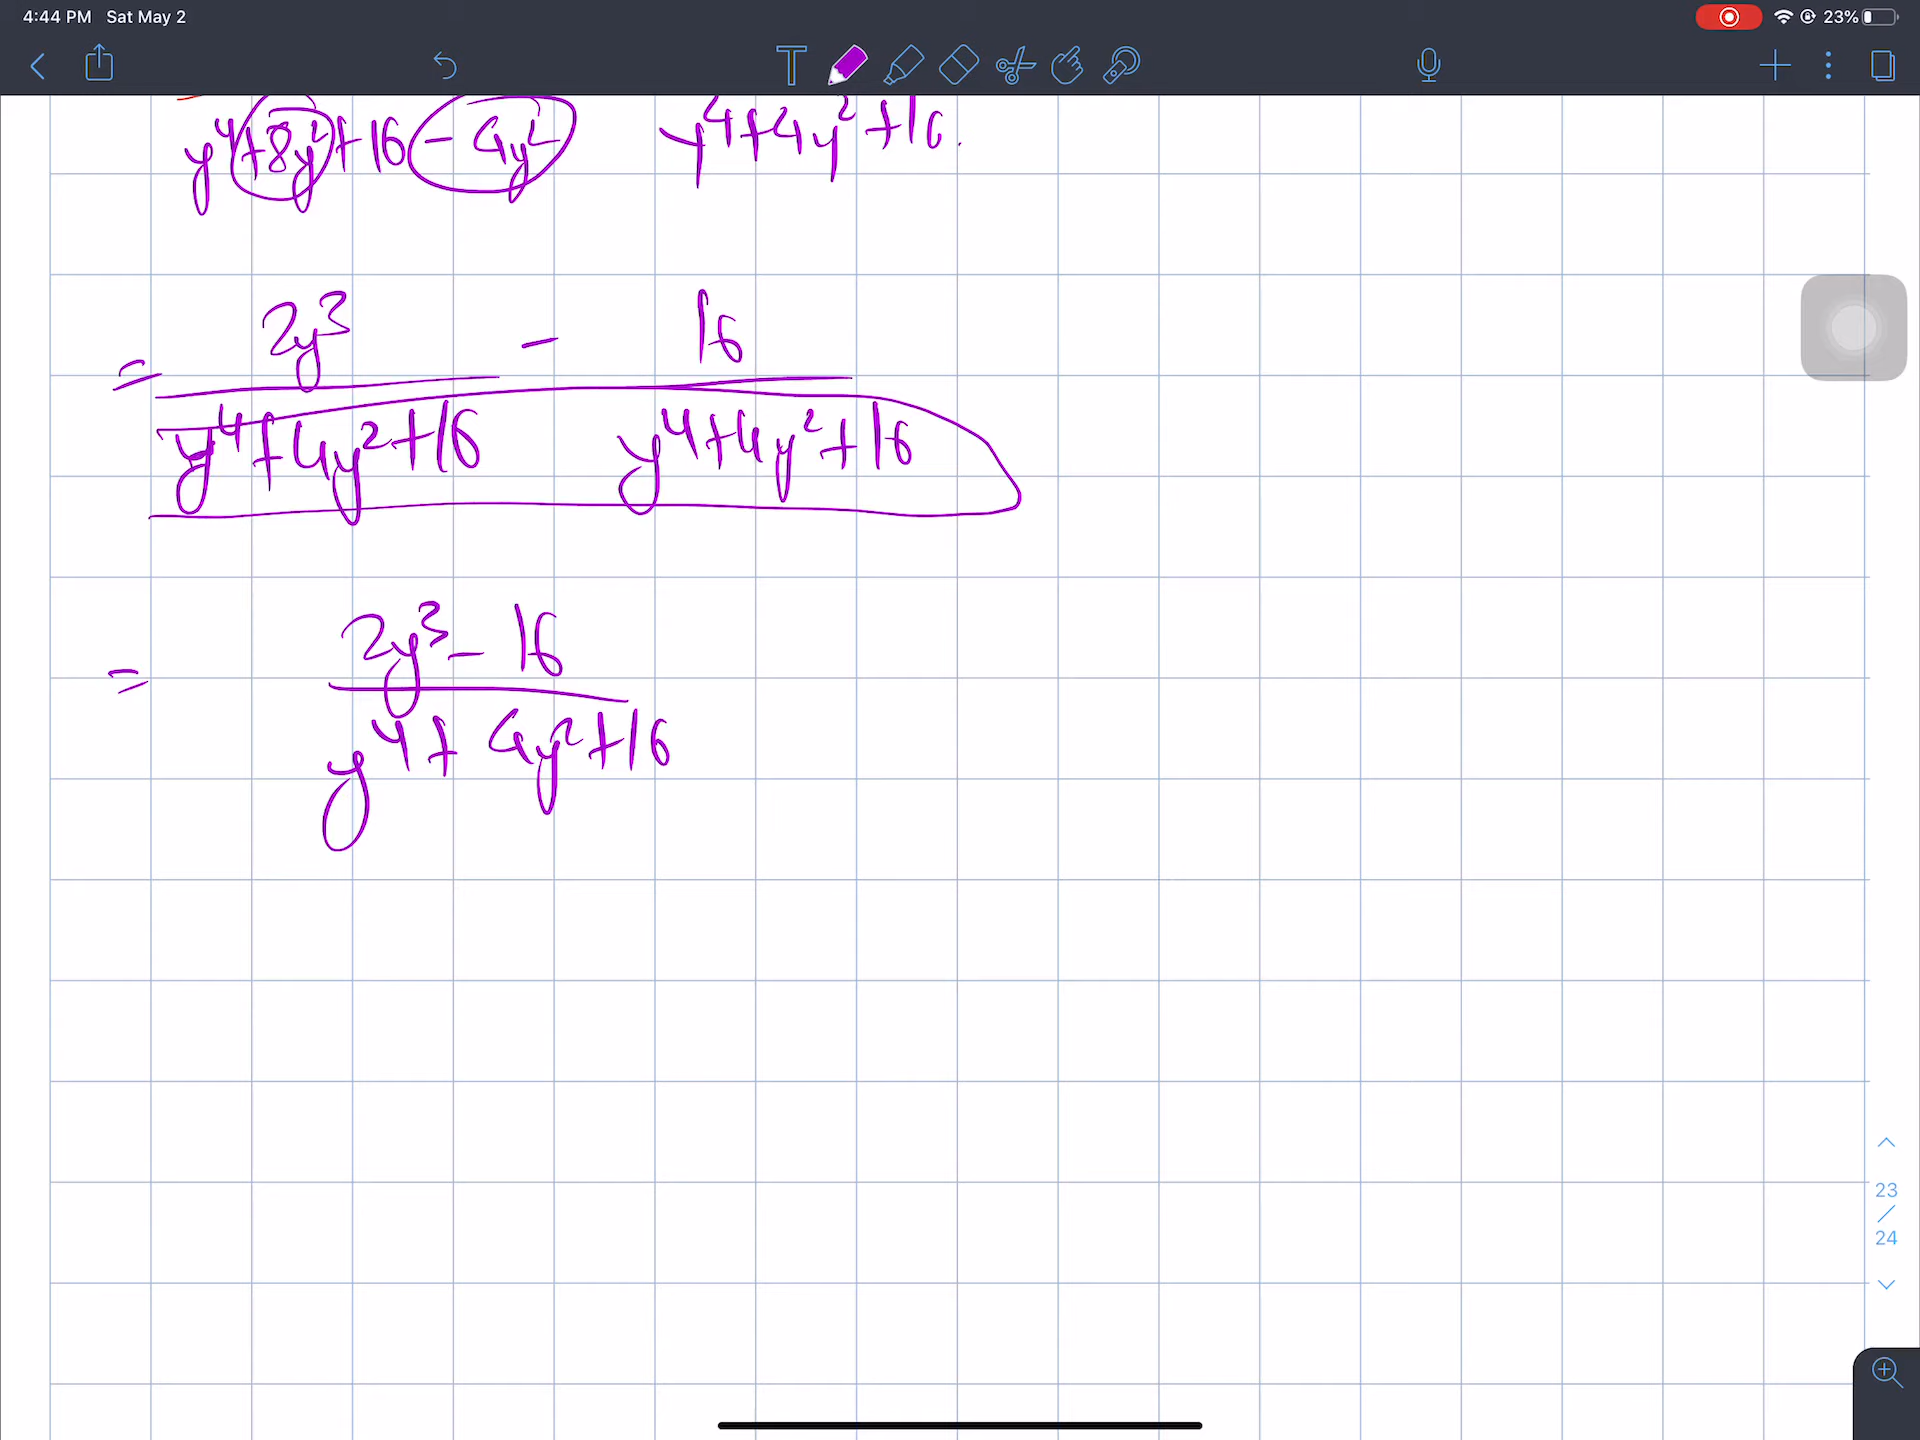 4:44 PM Sat May 2 23%
T
y⁴+8y²+16-4y² y⁴+4y²+16.
2y³ - 16
=
y⁴+4y²+16 y⁴+4y²+16
2y³-16
=
y⁴+4y²+16
23
/
24